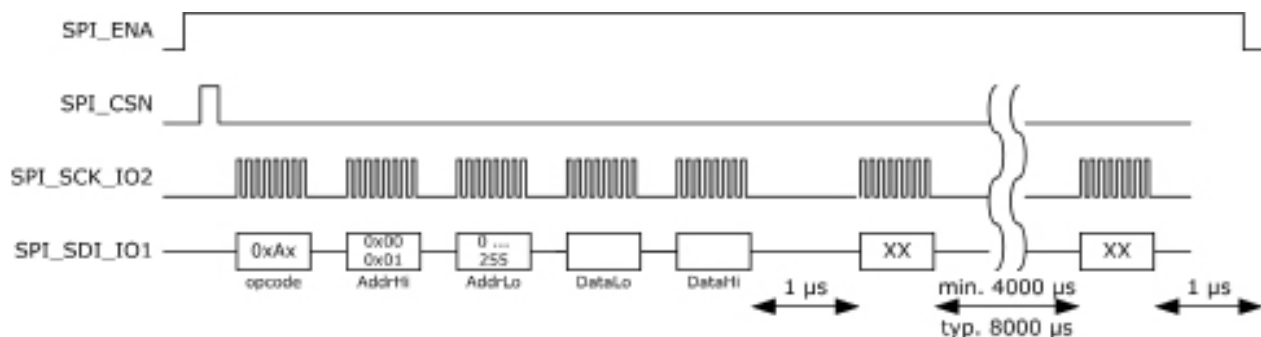 SPI_ENA
SPI_CSN
SPI_SCK_IO2
SPI_SDI_IO1
0xAx
0x00
0x01
0 ...
255
XX
XX
opcode
AddrHi
AddrLo
DataLo
DataHi
1 µs
min. 4000 µs
typ. 8000 µs
1 µs